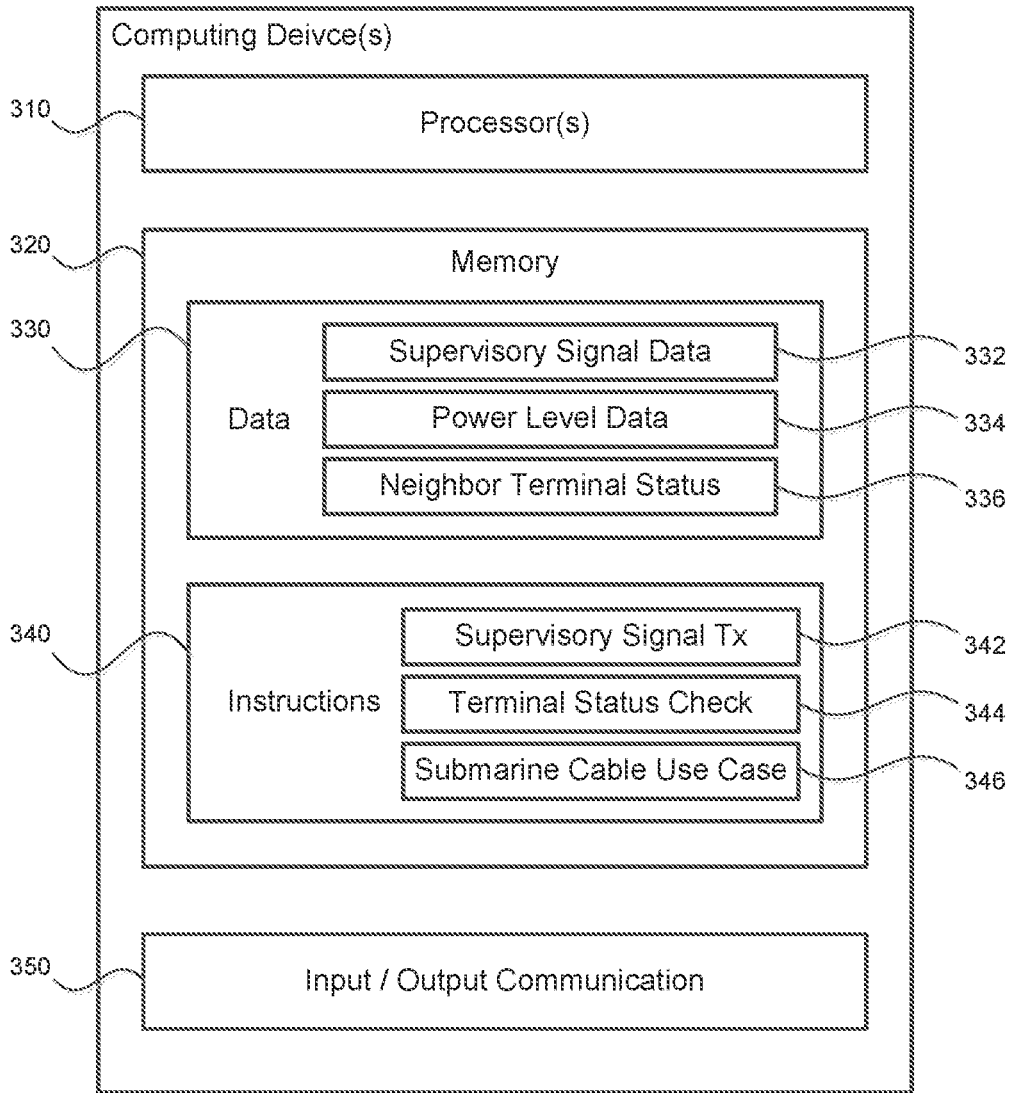 Computing Deivce(s)
310
Processor(s)
320
Memory
330
Data
Supervisory Signal Data
332
Power Level Data
334
Neighbor Terminal Status
336
340
Instructions
Supervisory Signal Tx
342
Terminal Status Check
344
Submarine Cable Use Case
346
350
Input / Output Communication